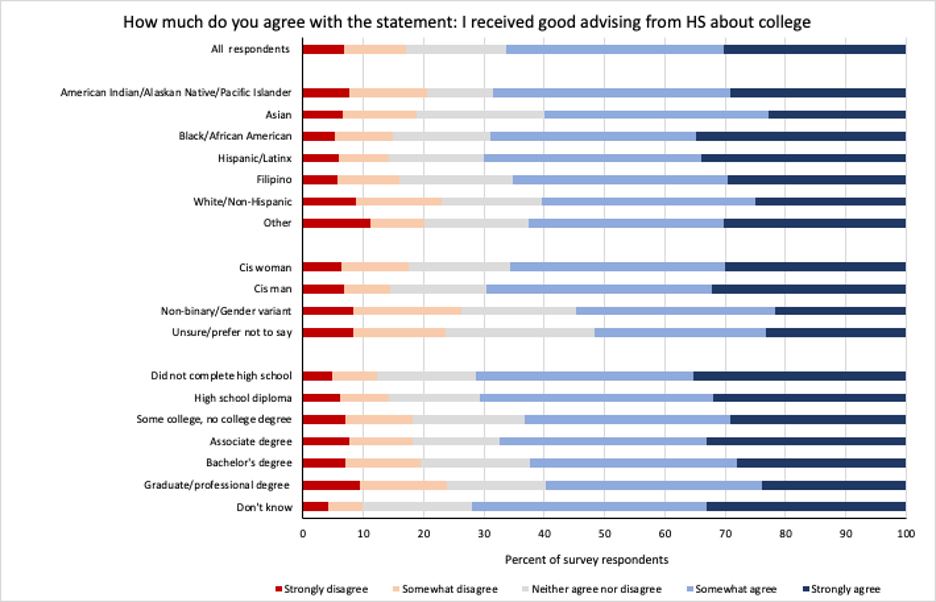 How much do you agree with the statement: I received good advising from HS about college
All respondents
American Indian/Alaskan Native/Pacific Islander
Asian
Black/African American
Hispanic/Latinx
Filipino
White/Non-Hispanic
Other
Cis woman
Cis man
Non-binary/Gender variant
Unsure/prefer not to say
Did not complete high school
High school diploma
Some college, no college degree
Associate degree
Bachelor's degree
Graduate/professional degree
Don't know
0 10 20 30 40 50 60 70 80 90 100
Percent of survey respondents
Strongly disagree Somewhat disagree Neither agree nor disagree Somewhat agree Strongly agree